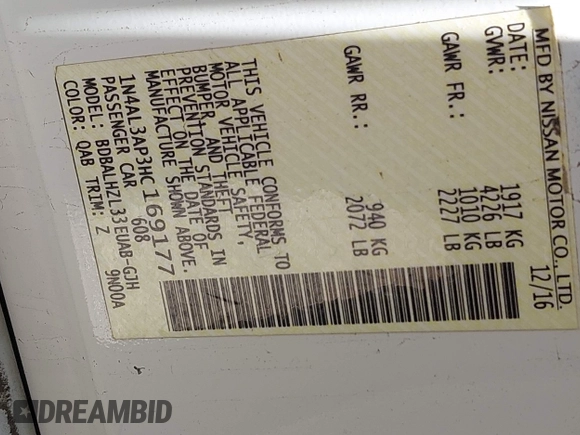 MFD BY NISSAN MOTOR CO., LTD.
DATE: 12/16
GVWR: 1917 KG
4226 LB
GAWR FR.: 1010 KG
2227 LB
GAWR RR.: 940 KG
2072 LB
THIS VEHICLE CONFORMS TO
ALL APPLICABLE FEDERAL
MOTOR VEHICLE SAFETY,
BUMPER, AND THEFT
PREVENTION STANDARDS IN
EFFECT ON THE DATE OF
MANUFACTURE SHOWN ABOVE.
1N4AL3AP3HC169177
PASSENGER CAR 608
MODEL: BDBALHZL33EUAB-GJH
COLOR: QAB TRIM: Z 9N00A
DREAMBID